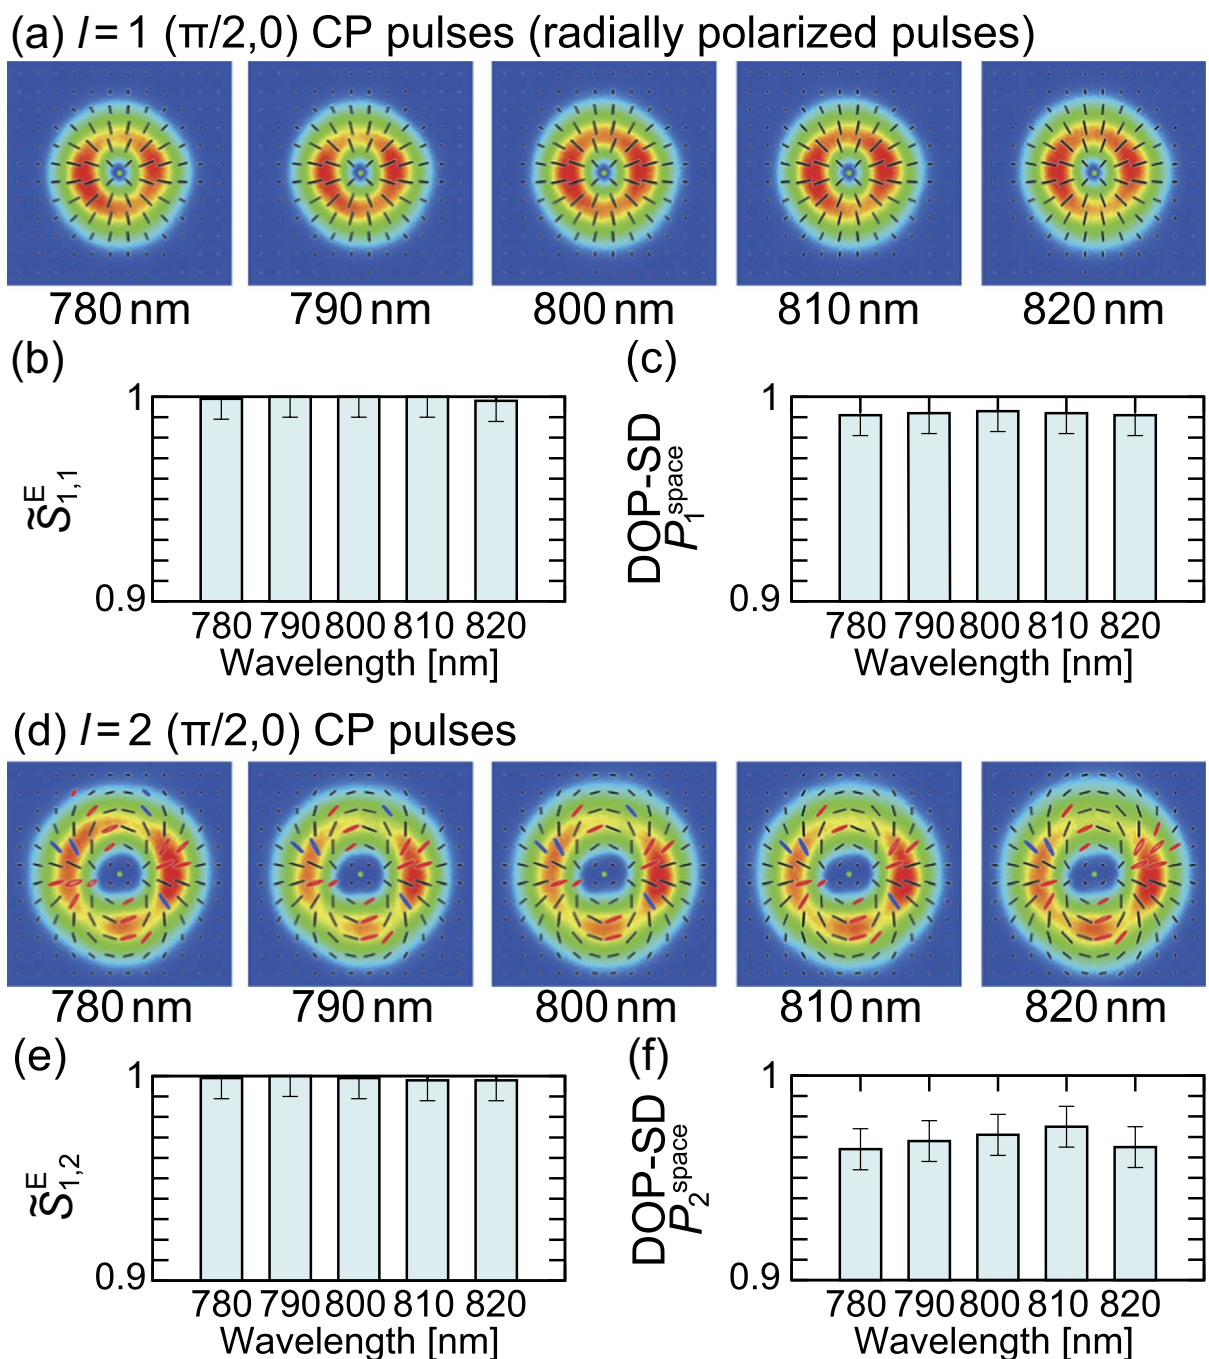 (a) l = 1 (π/2,0) CP pulses (radially polarized pulses)
780 nm 790 nm 800 nm 810 nm 820 nm
(b)
1
0.9
S̃ᴱ₁,₁
780 790 800 810 820
Wavelength [nm]
(c)
1
0.9
DOP-SD
P₁ˢᵖᵃᶜᵉ
780 790 800 810 820
Wavelength [nm]
(d) l = 2 (π/2,0) CP pulses
780 nm 790 nm 800 nm 810 nm 820 nm
(e)
1
0.9
S̃ᴱ₁,₂
780 790 800 810 820
Wavelength [nm]
(f)
1
0.9
DOP-SD
P₂ˢᵖᵃᶜᵉ
780 790 800 810 820
Wavelength [nm]